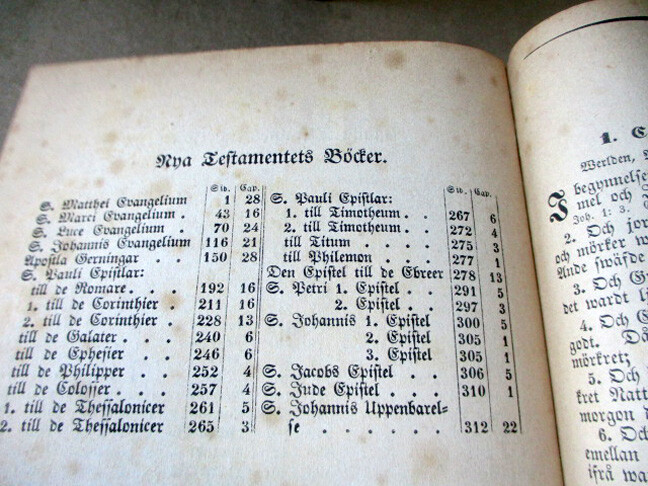 Nya Testamentets Böcker.
Sid. Cap.
S. Matthei Evangelium 1 28
S. Marci Evangelium . 43 16
S. Luce Evangelium . 70 24
S. Johannis Evangelium 116 21
Apostla Gerningar . . 150 28
S. Pauli Epistlar:
till de Romare. . . . 192 16
1. till de Corinthier . 211 16
2. till de Corinthier . 228 13
till de Galater . . . 240 6
till de Ephesier . . 246 6
till de Philipper . . 252 4
till de Colosser . . . 257 4
1. till de Thessalonicer 261 5
2. till de Thessalonicer 265 3
Sid. Cap.
S. Pauli Epistlar:
1. till Timotheum . . 267 6
2. till Timotheum . . 272 4
till Titum . . . . 275 3
till Philemon . . . 277 1
Den Epistel till de Ebreer 278 13
S. Petri 1. Epistel . . 291 5
2. Epistel . . 297 3
S. Johannis 1. Epistel 300 5
2. Epistel 305 1
3. Epistel 305 1
S. Jacobs Epistel . . 306 5
S. Jude Epistel . . . 310 1
S. Johannis Uppenbarel-
se . . . . . . 312 22
1.
Werlden,
I
begynnelse
mel och
Joh. 1: 3.
2. Och jor
och mörker w
Ande swäfde
3. Och G
det wardt
4. Och
godt. Då
mörkret
5. Och
kret Natt
morgon d
6. Och
emellan
ifrå wa